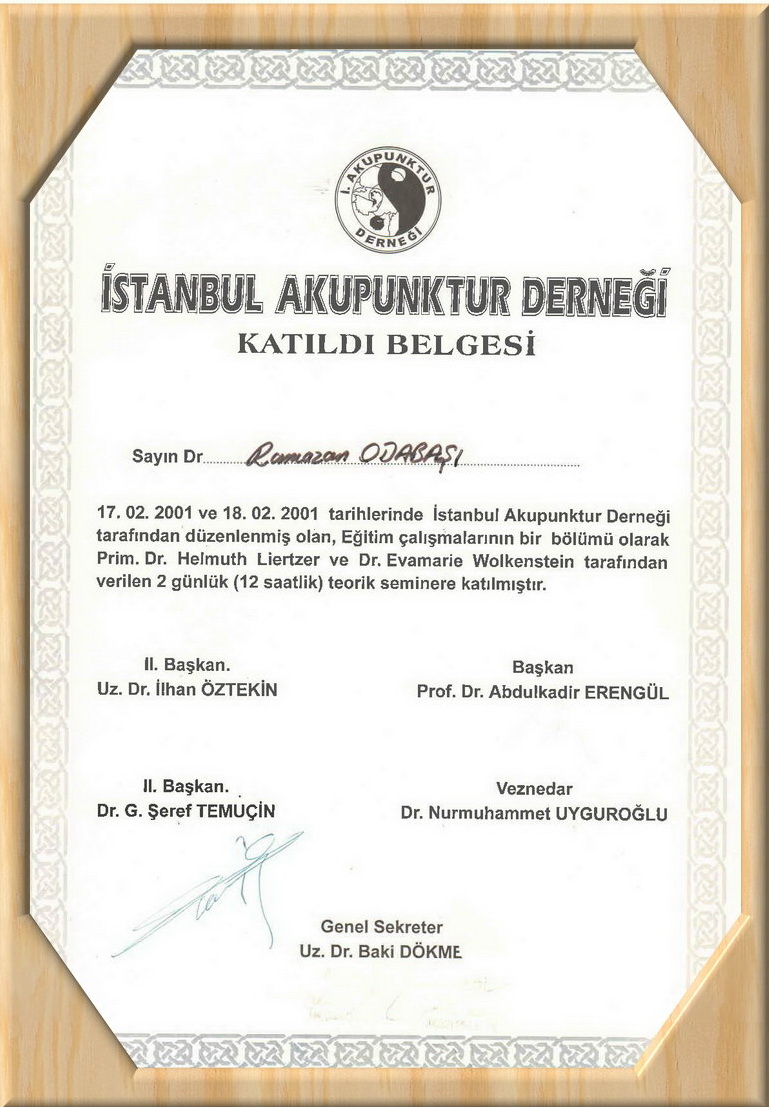 İ. AKUPUNKTUR DERNEĞİ
İSTANBUL AKUPUNKTUR DERNEĞİ
KATILDI BELGESİ
Sayın Dr. Ramazan ODABAŞI
17. 02. 2001 ve 18. 02. 2001 tarihlerinde İstanbul Akupunktur Derneği
tarafından düzenlenmiş olan, Eğitim çalışmalarının bir bölümü olarak
Prim. Dr. Helmuth Liertzer ve Dr. Evamarie Wolkenstein tarafından
verilen 2 günlük (12 saatlik) teorik seminere katılmıştır.
II. Başkan.
Uz. Dr. İlhan ÖZTEKİN
Başkan
Prof. Dr. Abdulkadir ERENGÜL
II. Başkan.
Dr. G. Şeref TEMUÇİN
Veznedar
Dr. Nurmuhammet UYGUROĞLU
Genel Sekreter
Uz. Dr. Baki DÖKME